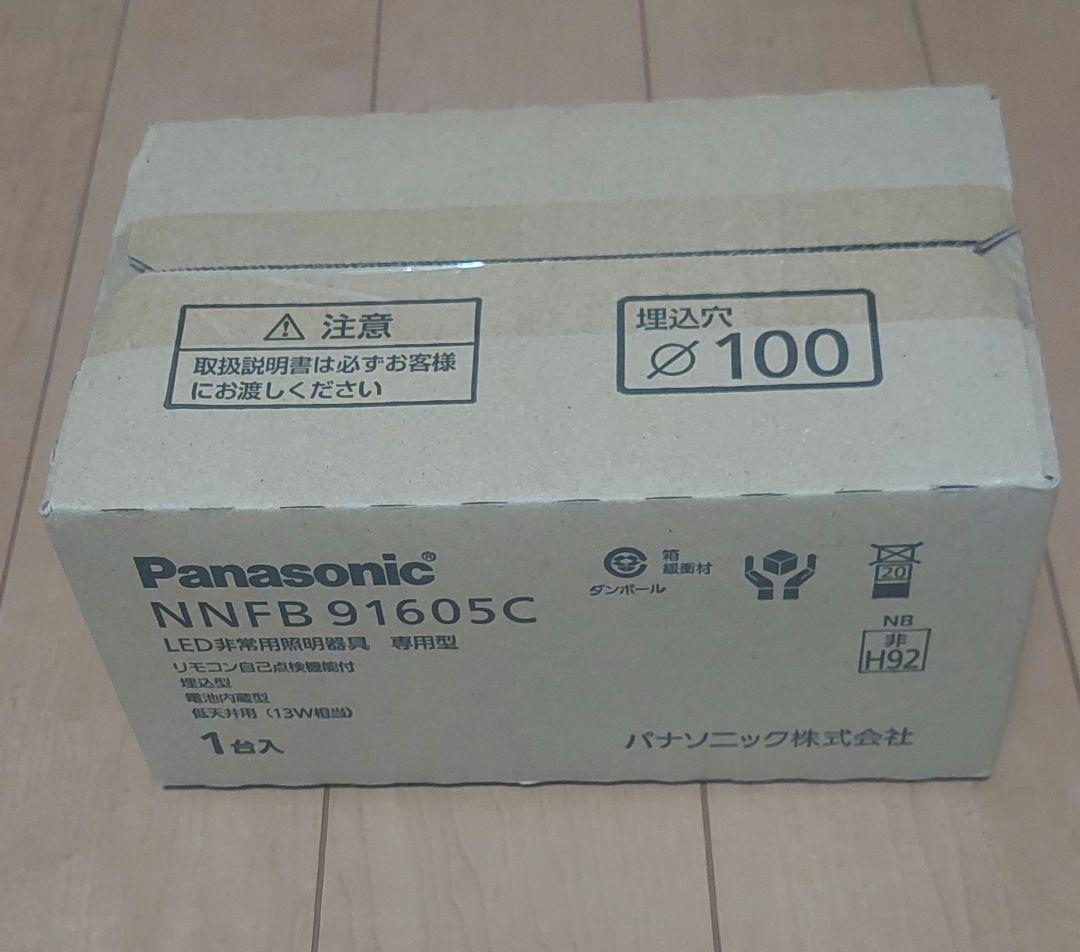 ⚠ 注意
取扱説明書は必ずお客様
にお渡しください
埋込穴
⌀100
Panasonic®
NNFB 91605C
LED非常用照明器具 専用型
リモコン自己点検機能付
埋込型
電池内蔵型
低天井用（13W相当）
1台入
ダンボール
箱
緩衝材
20
NB
非
H92
パナソニック株式会社